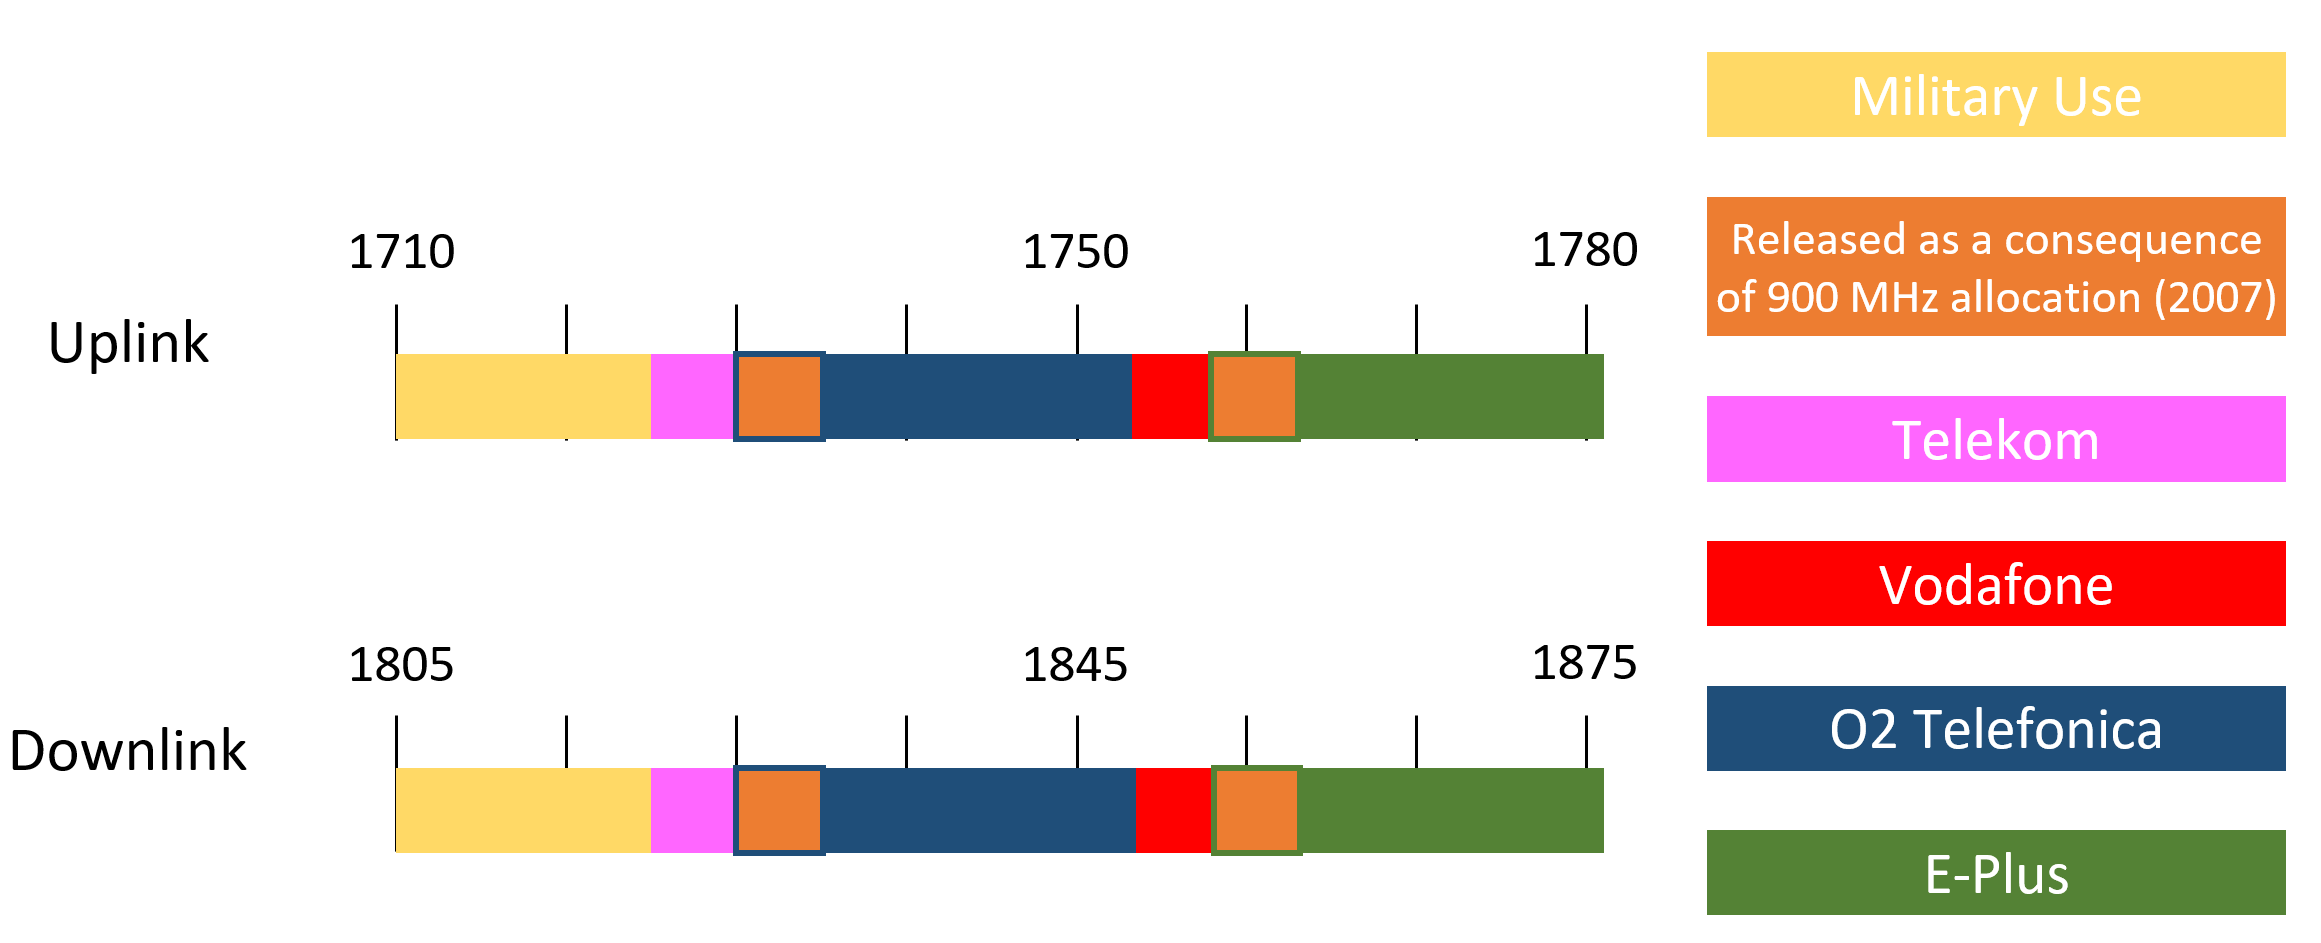 1710 1750 1780
Uplink
1805 1845 1875
Downlink
Military Use
Released as a consequence
of 900 MHz allocation (2007)
Telekom
Vodafone
O2 Telefonica
E-Plus